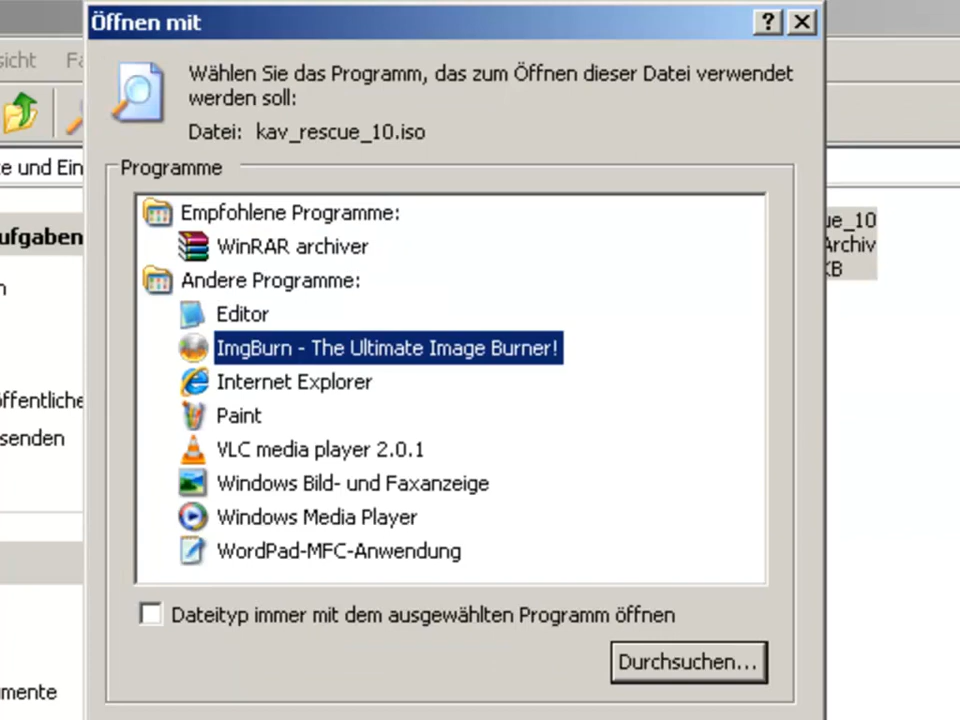 Öffnen mit
sicht
Wählen Sie das Programm, das zum Öffnen dieser Datei verwendet
werden soll:
Datei: kav_rescue_10.iso
e und Ein
Programme
Empfohlene Programme:
ue_10
ufgaben
WinRAR archiver
Archiv
KB
Andere Programme:
Editor
ImgBurn - The Ultimate Image Burner!
Internet Explorer
öffentliche
Paint
senden
VLC media player 2.0.1
Windows Bild- und Faxanzeige
Windows Media Player
WordPad-MFC-Anwendung
Dateityp immer mit dem ausgewählten Programm öffnen
Durchsuchen...
mente